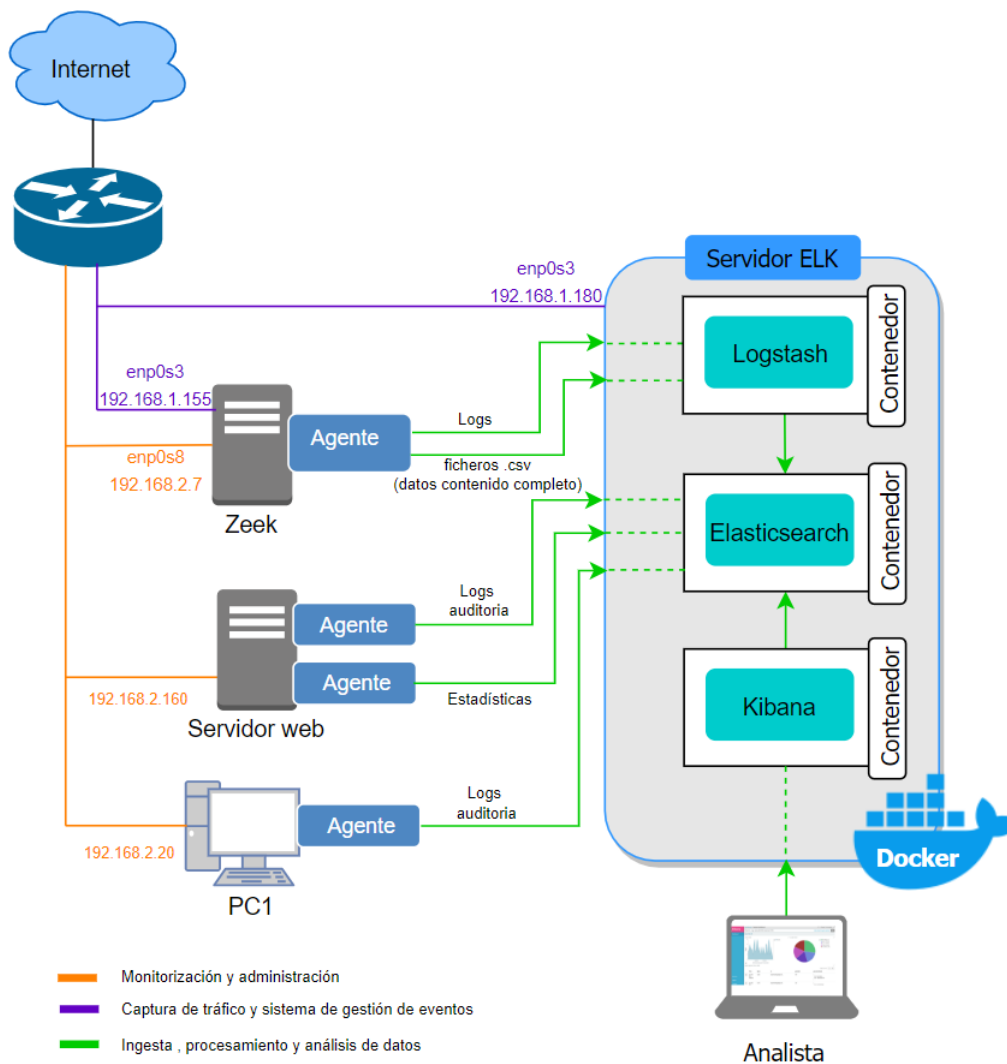 Internet
Servidor ELK
enp0s3
192.168.1.180
Logstash
Contenedor
enp0s3
192.168.1.155
Agente
Logs
ficheros .csv
(datos contenido completo)
enp0s8
192.168.2.7
Zeek
Elasticsearch
Contenedor
Logs
auditoria
Agente
Agente
Estadísticas
192.168.2.160
Servidor web
Kibana
Contenedor
Logs
auditoria
Agente
192.168.2.20
PC1
Docker
Monitorización y administración
Captura de tráfico y sistema de gestión de eventos
Ingesta , procesamiento y análisis de datos
Analista